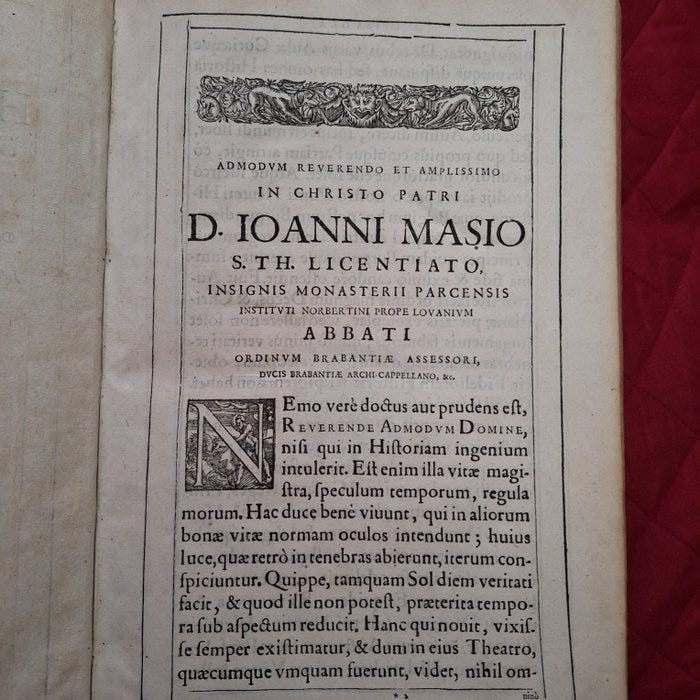 ADMODVM REVERENDO ET AMPLISSIMO
IN CHRISTO PATRI
D. IOANNI MASIO
S. TH. LICENTIATO,
INSIGNIS MONASTERII PARCENSIS
INSTITVTI NORBERTINI PROPE LOVANIVM
ABBATI
ORDINVM BRABANTIÆ ASSESSORI,
DVCIS BRABANTIÆ ARCHI-CAPPELLANO, &c.
NEmo verè doctus aut prudens est,
REVERENDE ADMODVM DOMINE,
nisi qui in Historiam ingenium
intulerit. Est enim illa vitæ magi-
stra, speculum temporum, regula
morum. Hac duce benè vivunt, qui in aliorum
bonæ vitæ normam oculos intendunt; huius
luce, quæ retrò in tenebras abierunt, iterum con-
spiciuntur. Quippe, tamquam Sol diem veritati
facit, & quod ille non potest, præterita tempo-
ra sub aspectum reducit. Hanc qui novit, vixis-
se semper existimatur, & dum in eius Theatro,
quæcumque vmquam fuerunt, videt, nihil om-
* 2